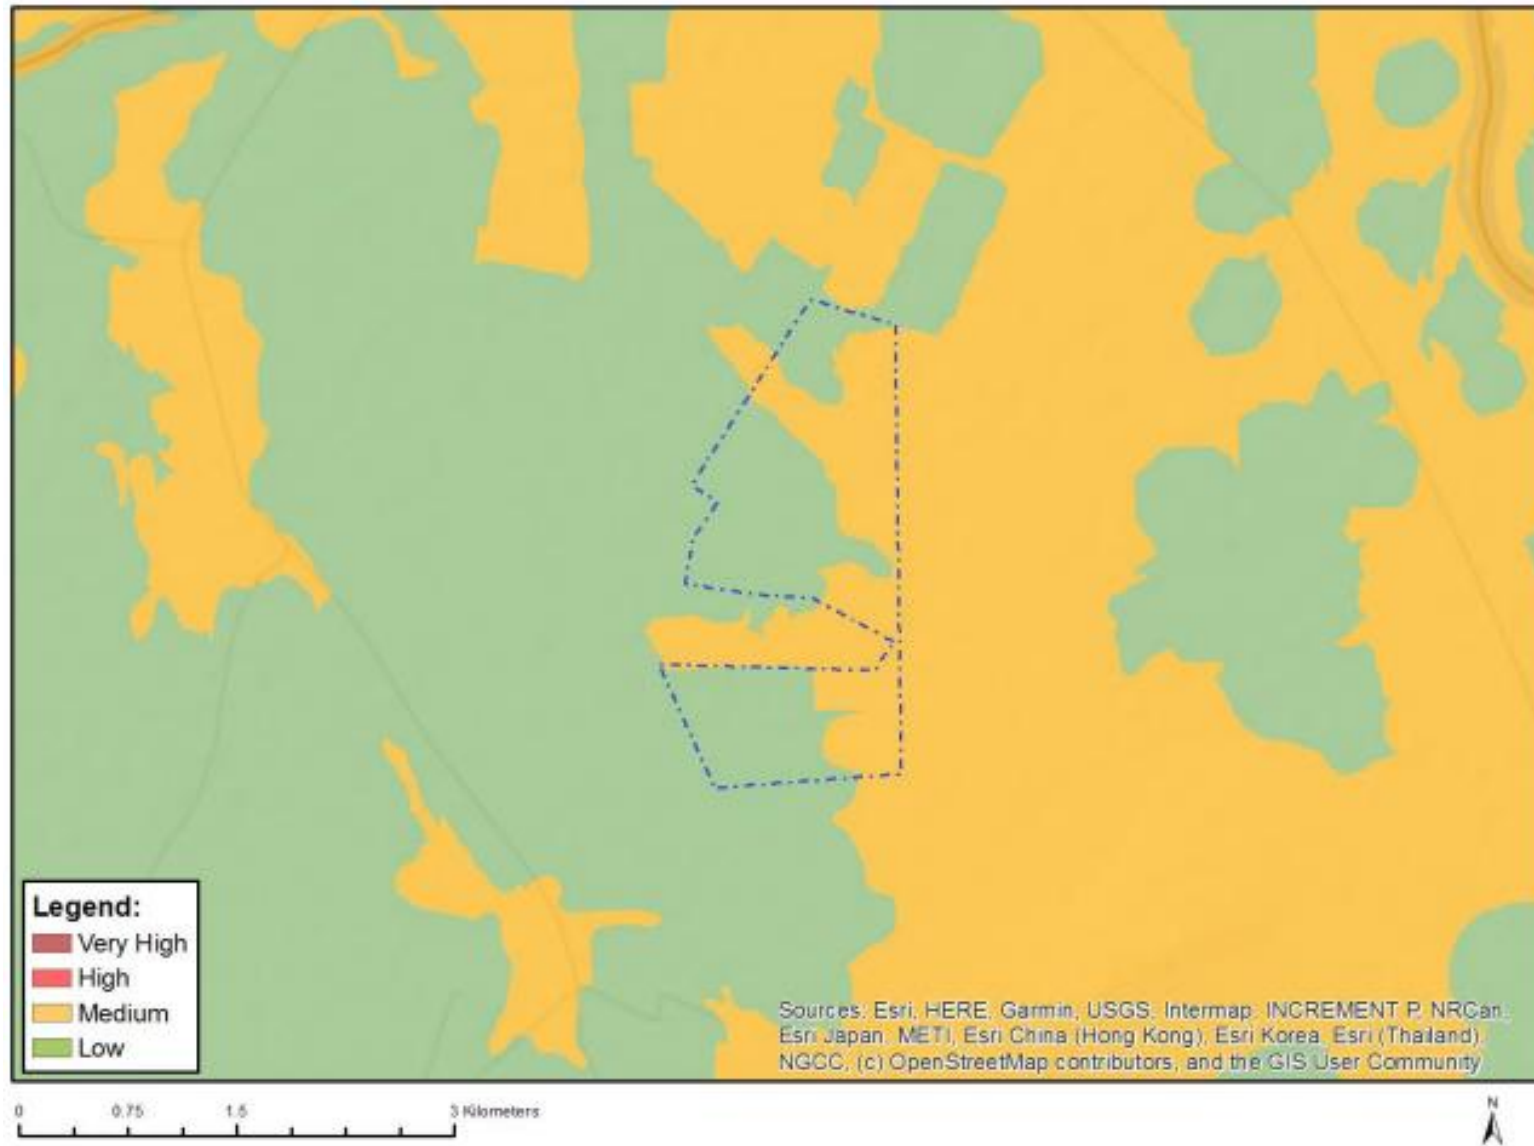 Legend:
Very High
High
Medium
Low
Sources: Esri, HERE, Garmin, USGS, Intermap, INCREMENT P, NRCan,
Esri Japan, METI, Esri China (Hong Kong), Esri Korea, Esri (Thailand),
NGCC, (c) OpenStreetMap contributors, and the GIS User Community
0 0.75 1.5 3 Kilometers
N